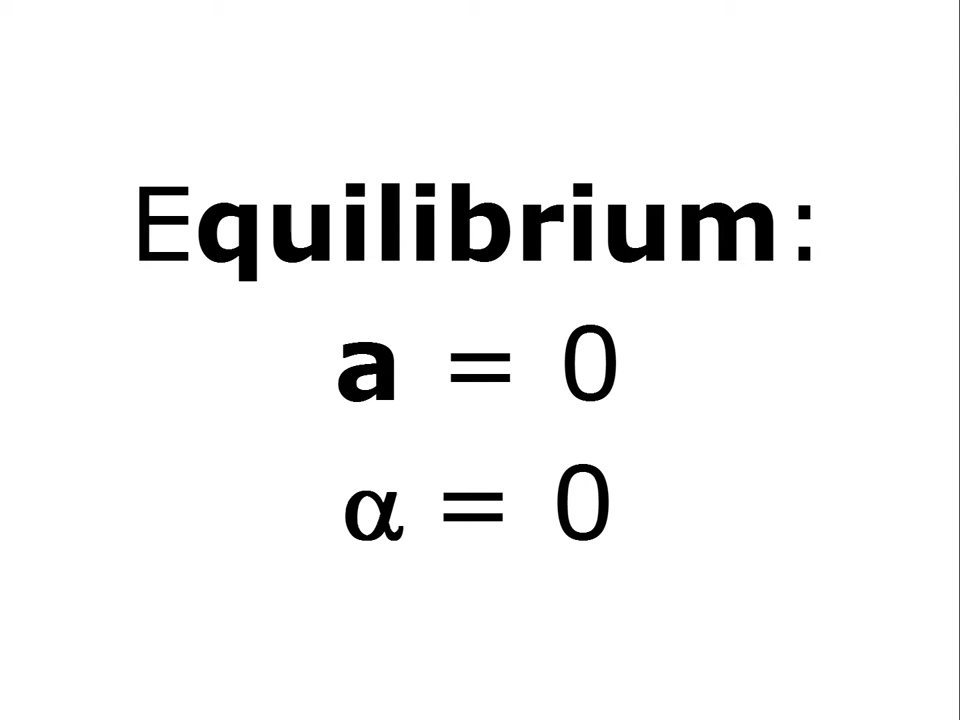 Equilibrium:
a = 0
α = 0